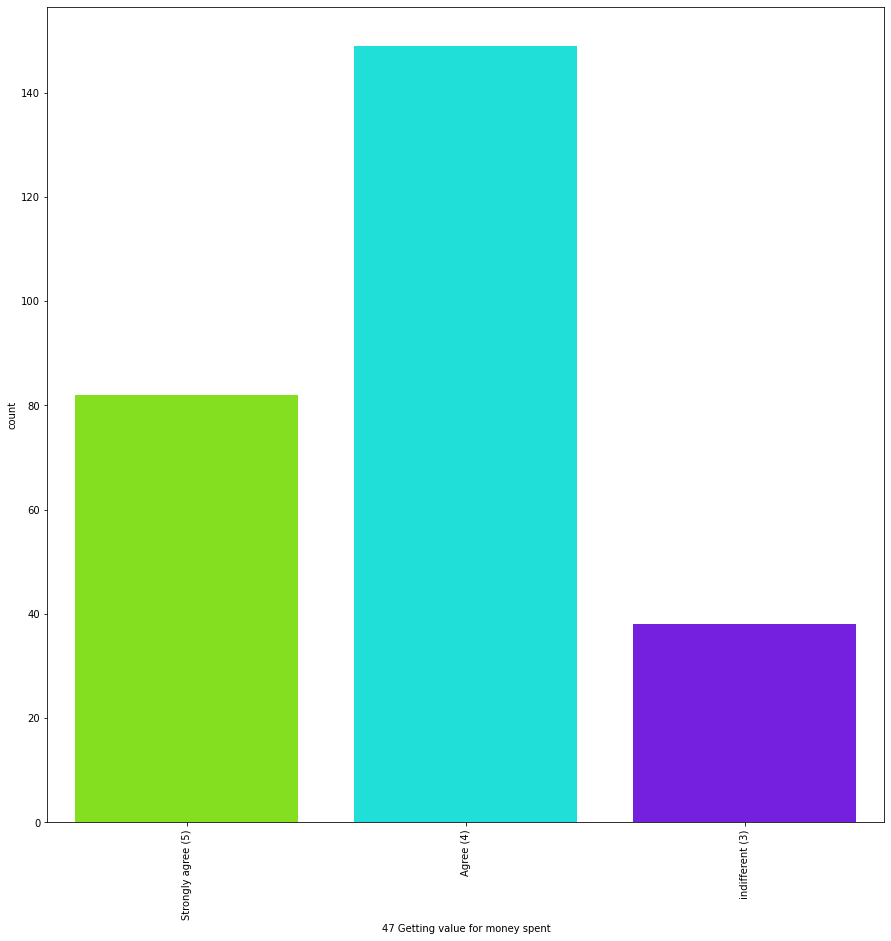 140
120
100
80
60
40
20
0
count
Strongly agree (5)
Agree (4)
indifferent (3)
47 Getting value for money spent